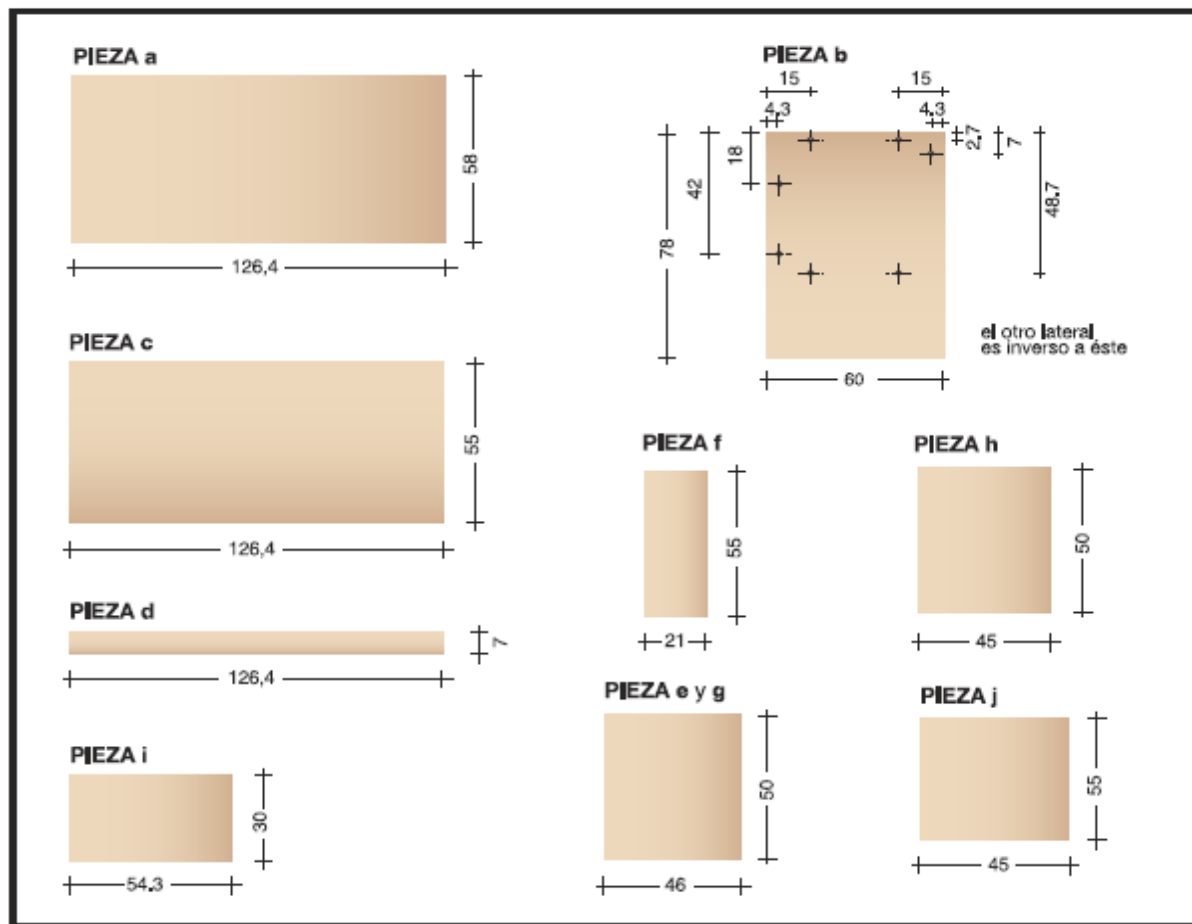 PIEZA a
58
126,4
PIEZA b
15
15
4.3
4.3
2.7
7
18
42
78
48.7
60
el otro lateral
es inverso a éste
PIEZA c
55
126,4
PIEZA d
7
126,4
PIEZA f
55
21
PIEZA h
50
45
PIEZA e y g
50
46
PIEZA j
55
45
PIEZA i
30
54.3